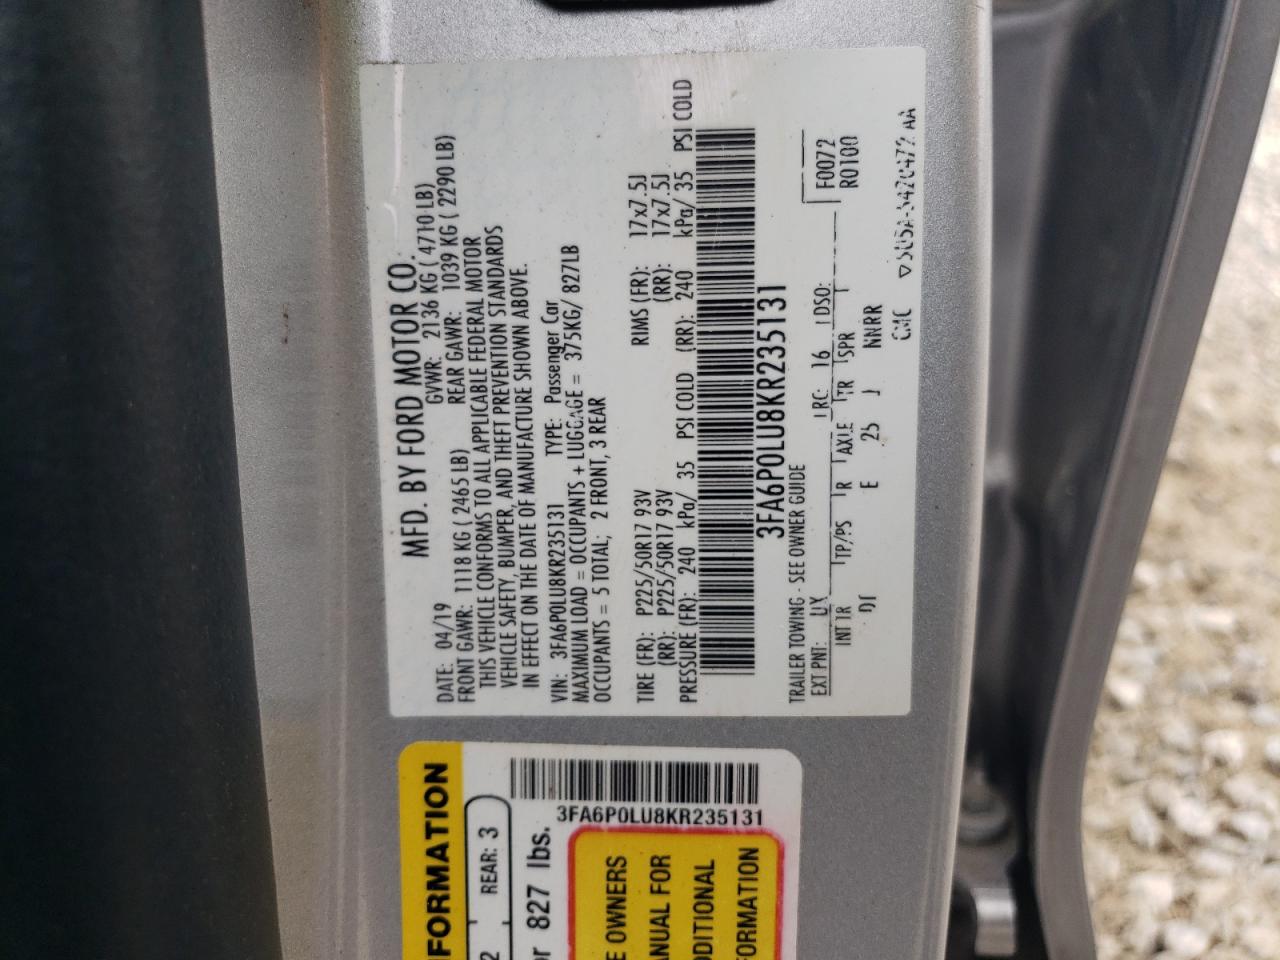 MFD. BY FORD MOTOR CO.
DATE: 04/19 GVWR: 2136 KG ( 4710 LB)
FRONT GAWR: 1118 KG ( 2465 LB) REAR GAWR: 1039 KG ( 2290 LB)
THIS VEHICLE CONFORMS TO ALL APPLICABLE FEDERAL MOTOR
VEHICLE SAFETY, BUMPER, AND THEFT PREVENTION STANDARDS
IN EFFECT ON THE DATE OF MANUFACTURE SHOWN ABOVE.
VIN: 3FA6P0LU8KR235131 TYPE: Passenger Car
MAXIMUM LOAD = OCCUPANTS + LUGGAGE = 375KG/ 827LB
OCCUPANTS = 5 TOTAL; 2 FRONT, 3 REAR
TIRE (FR): P225/50R17 93V RIMS (FR): 17x7.5J
(RR): P225/50R17 93V (RR): 17x7.5J
PRESSURE (FR): 240 kPa/ 35 PSI COLD (RR): 240 kPa/ 35 PSI COLD
3FA6P0LU8KR235131
TRAILER TOWING - SEE OWNER GUIDE
EXT PNT: UX RC: 16 DSO: F0072
INT TR TP/PS R AXLE TR SPR R0100
E 25 J NNRR
FORMATION
2 REAR: 3
or 827 lbs.
3FA6P0LU8KR235131
E OWNERS
ANUAL FOR
DDITIONAL
FORMATION